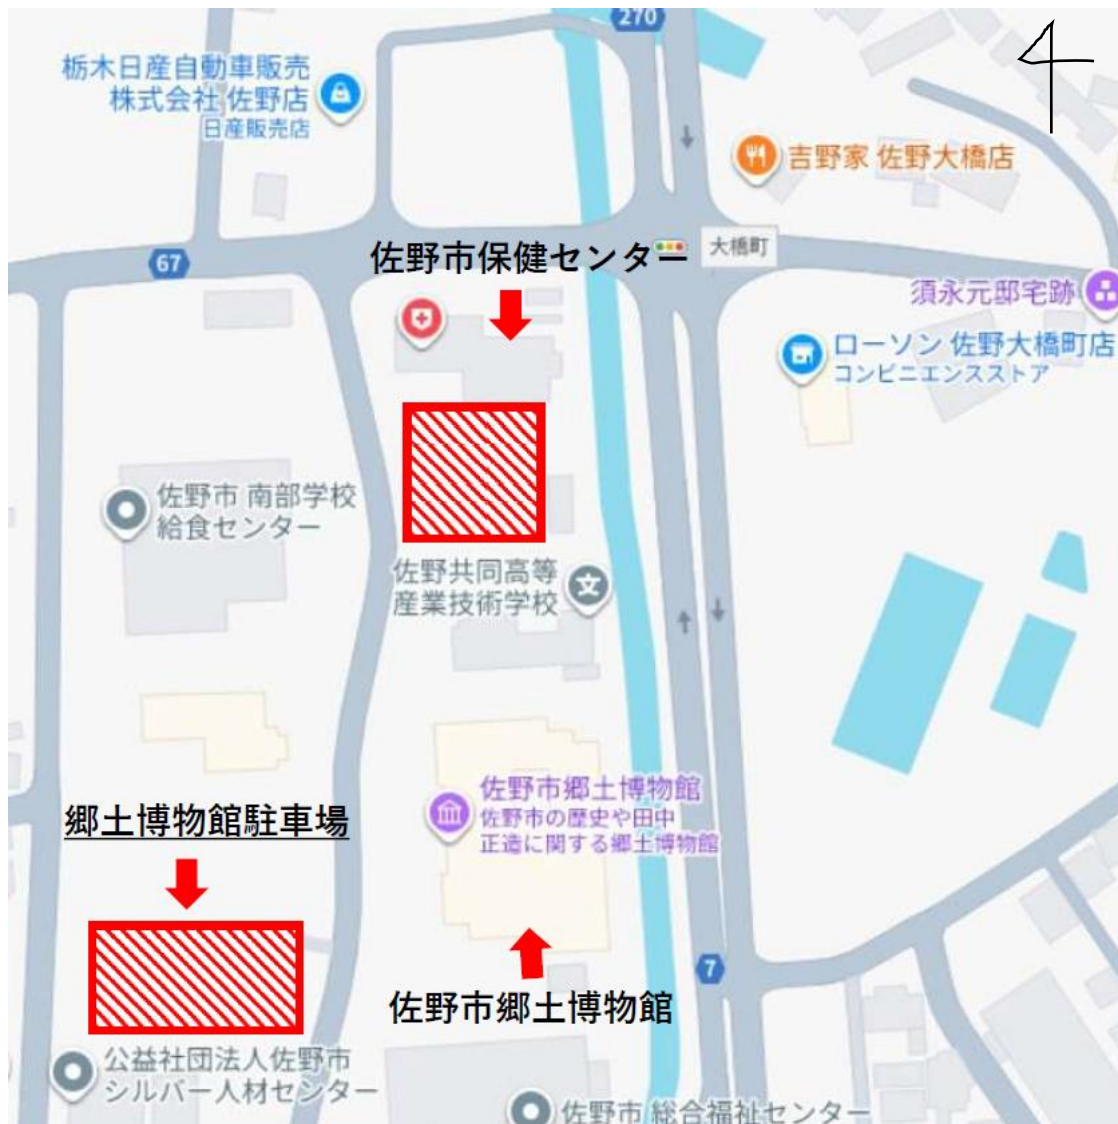 270
栃木日産自動車販売
株式会社 佐野店
日産販売店
吉野家 佐野大橋店
67
佐野市保健センター
大橋町
須永元邸宅跡
ローソン 佐野大橋町店
コンビニエンスストア
佐野市 南部学校
給食センター
佐野共同高等
産業技術学校
文
佐野市郷土博物館
佐野市の歴史や田中
正造に関する郷土博物館
郷土博物館駐車場
7
佐野市郷土博物館
公益社団法人佐野市
シルバー人材センター
佐野市 総合福祉センター